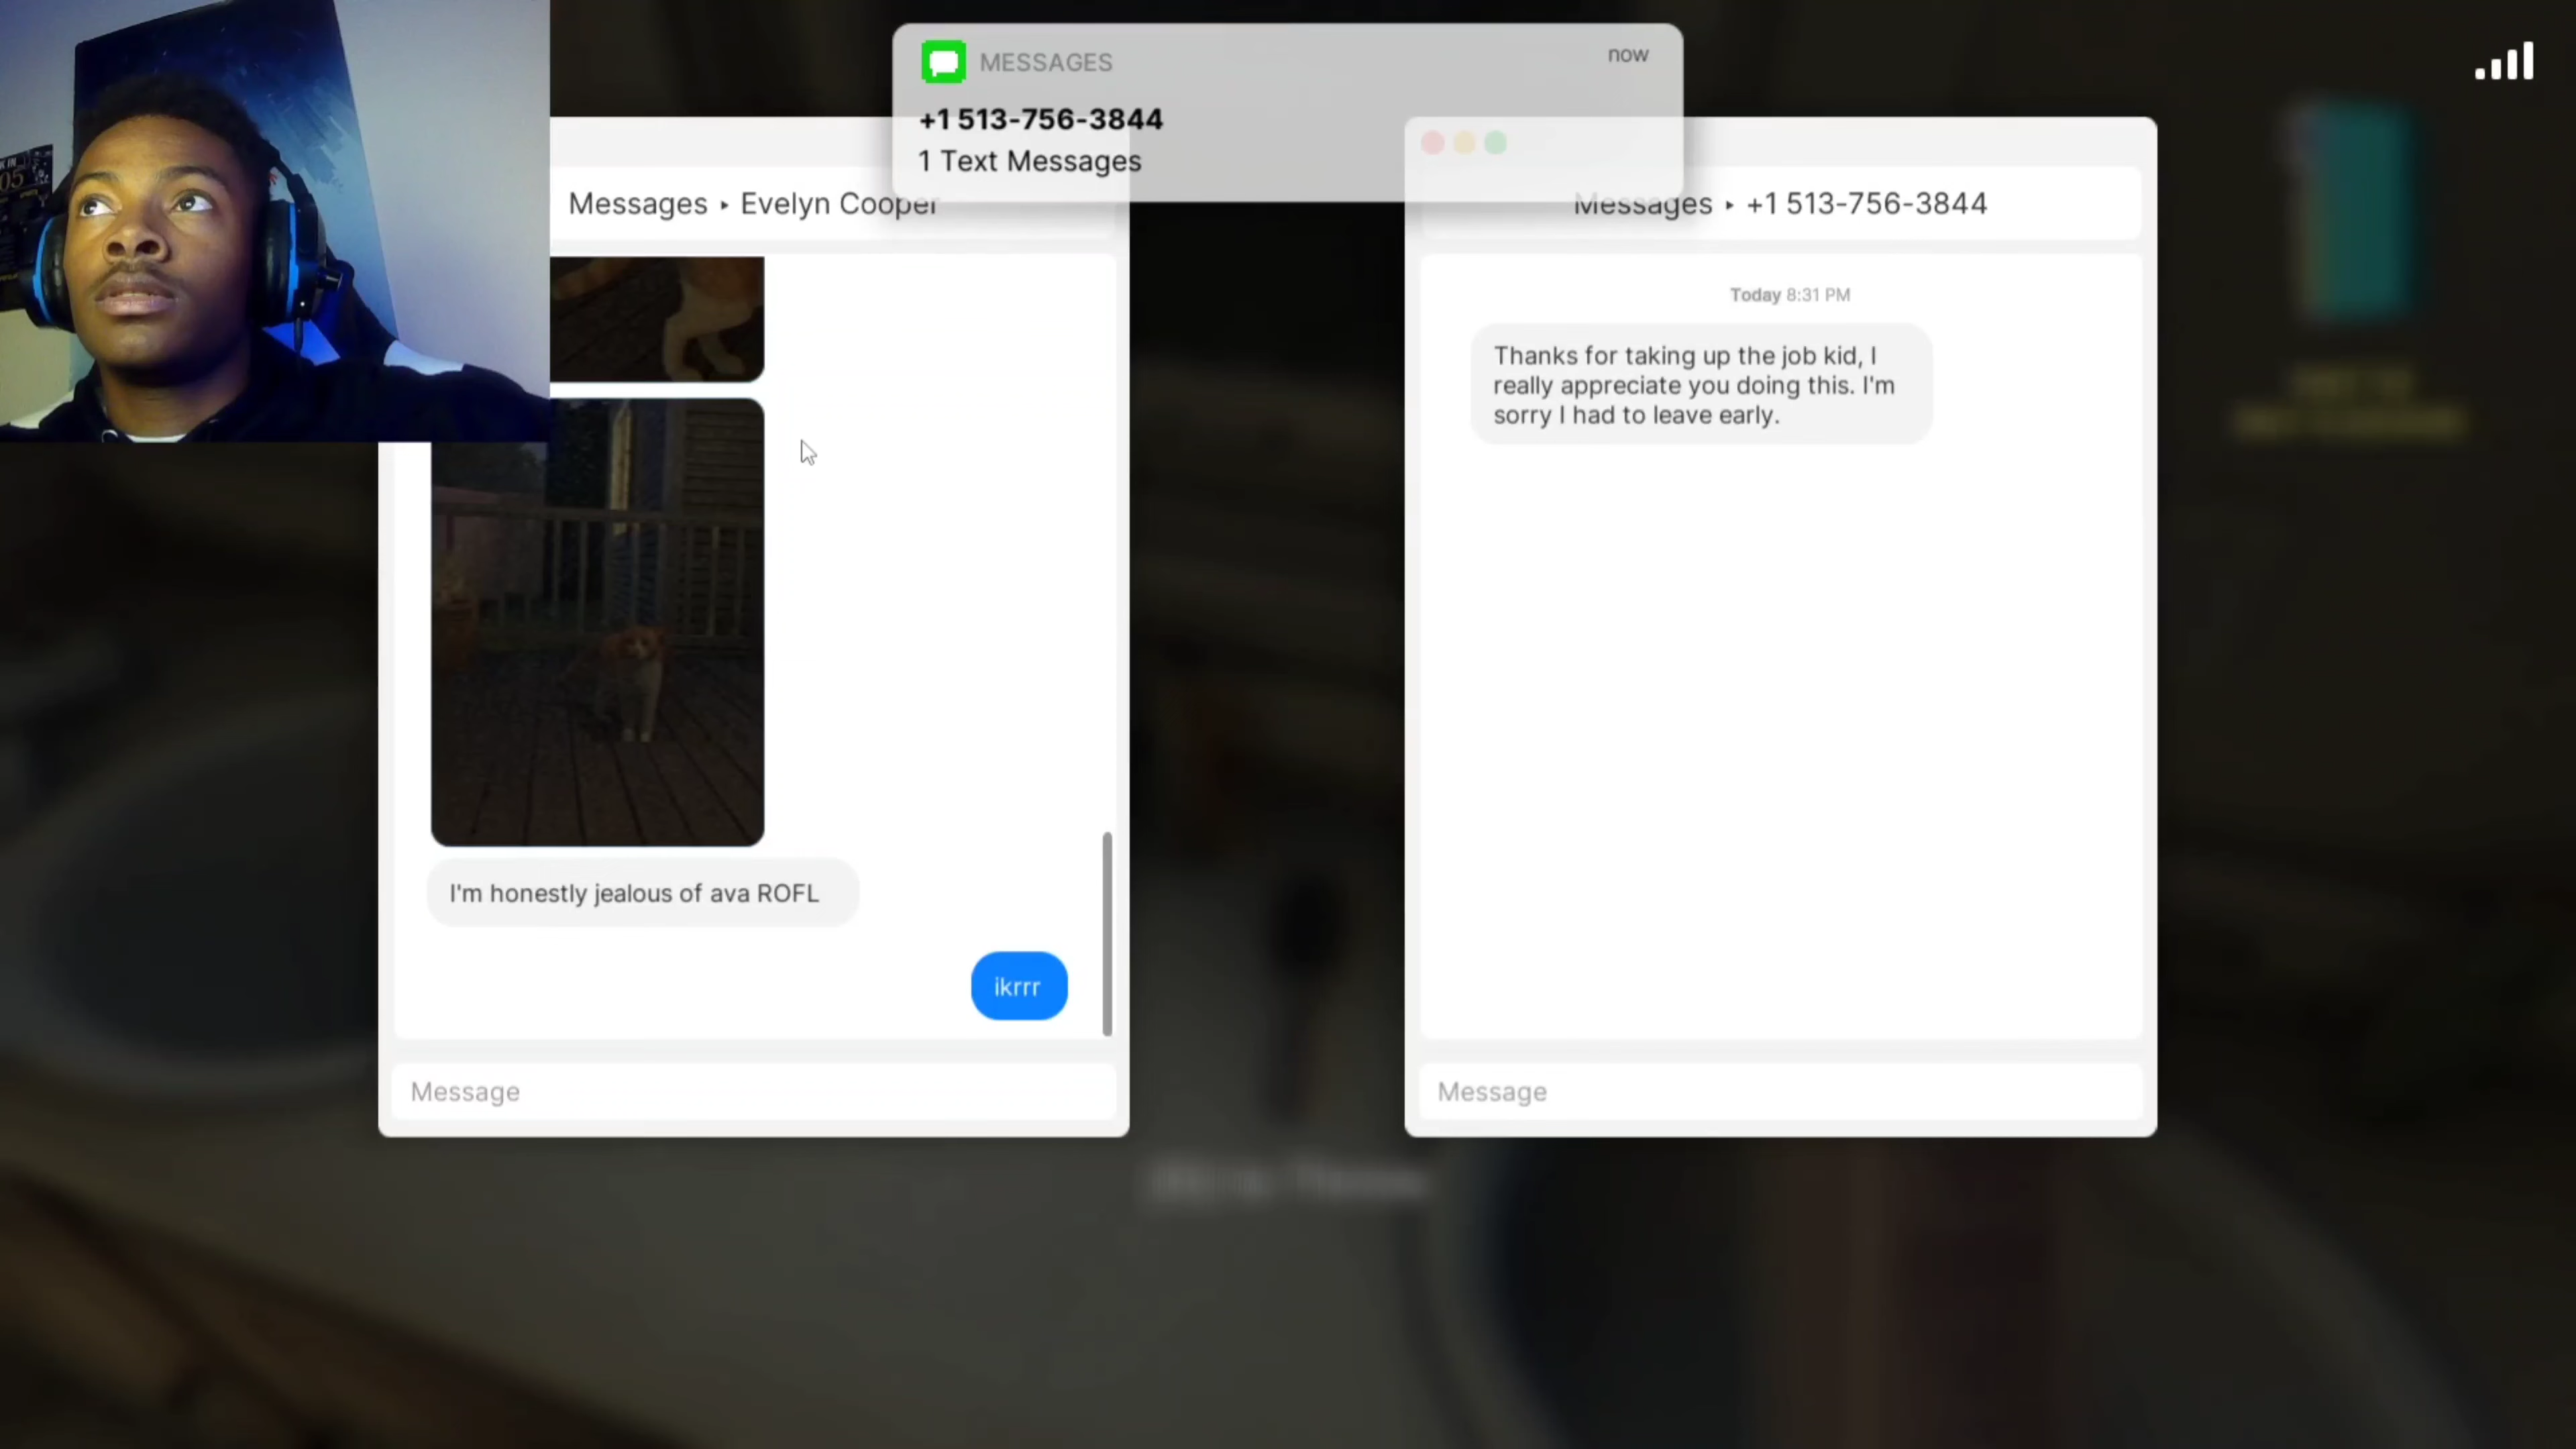 MESSAGES
now
+1 513-756-3844
1 Text Messages
Messages ▸ Evelyn Cooper
I'm honestly jealous of ava ROFL
ikrrr
Message
Messages ▸ +1 513-756-3844
Today 8:31 PM
Thanks for taking up the job kid, I
really appreciate you doing this. I'm
sorry I had to leave early.
Message